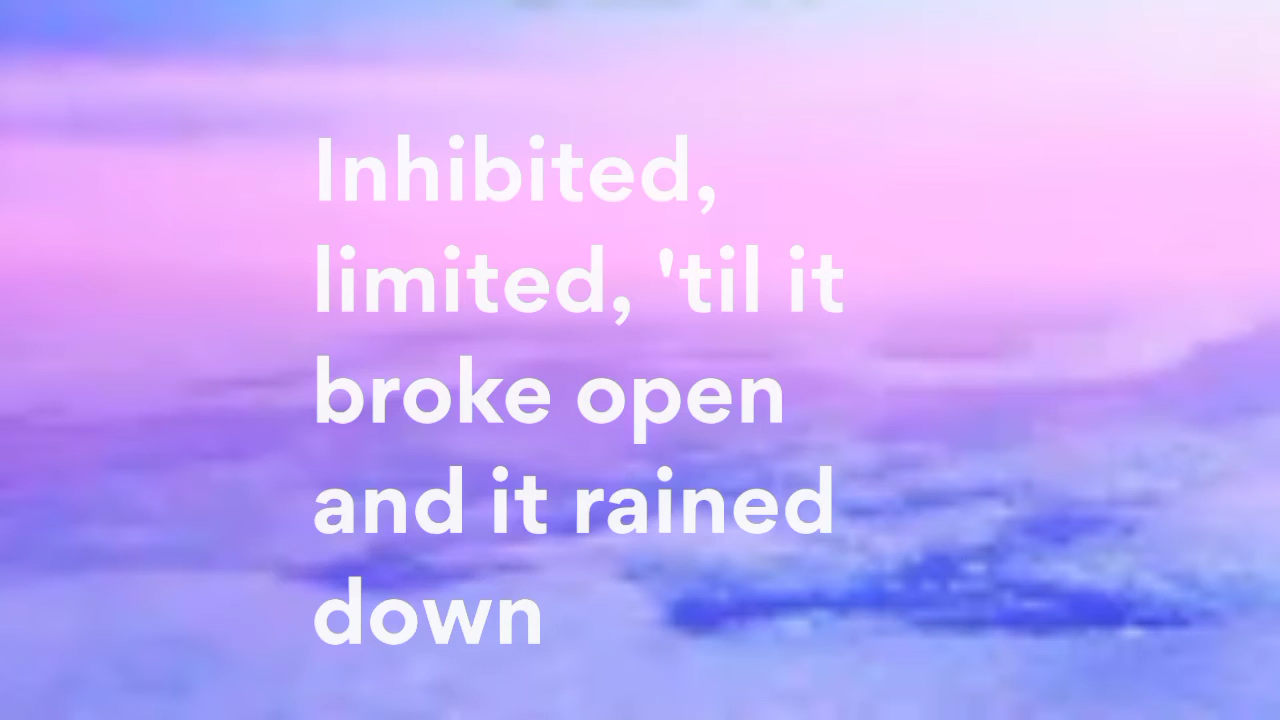 Inhibited,
limited, 'til it
broke open
and it rained
down